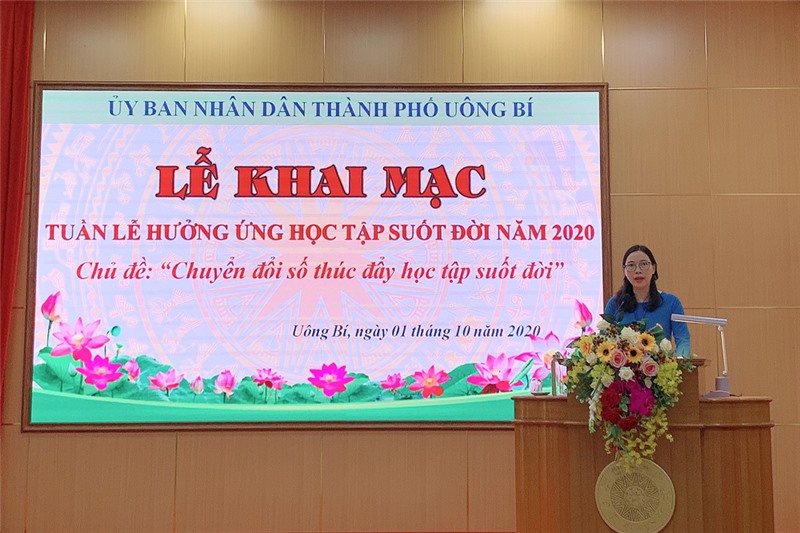 ỦY BAN NHÂN DÂN THÀNH PHỐ UÔNG BÍ
LỄ KHAI MẠC
TUẦN LỄ HƯỞNG ỨNG HỌC TẬP SUỐT ĐỜI NĂM 2020
Chủ đề: “Chuyển đổi số thúc đẩy học tập suốt đời”
Uông Bí, ngày 01 tháng 10 năm 2020